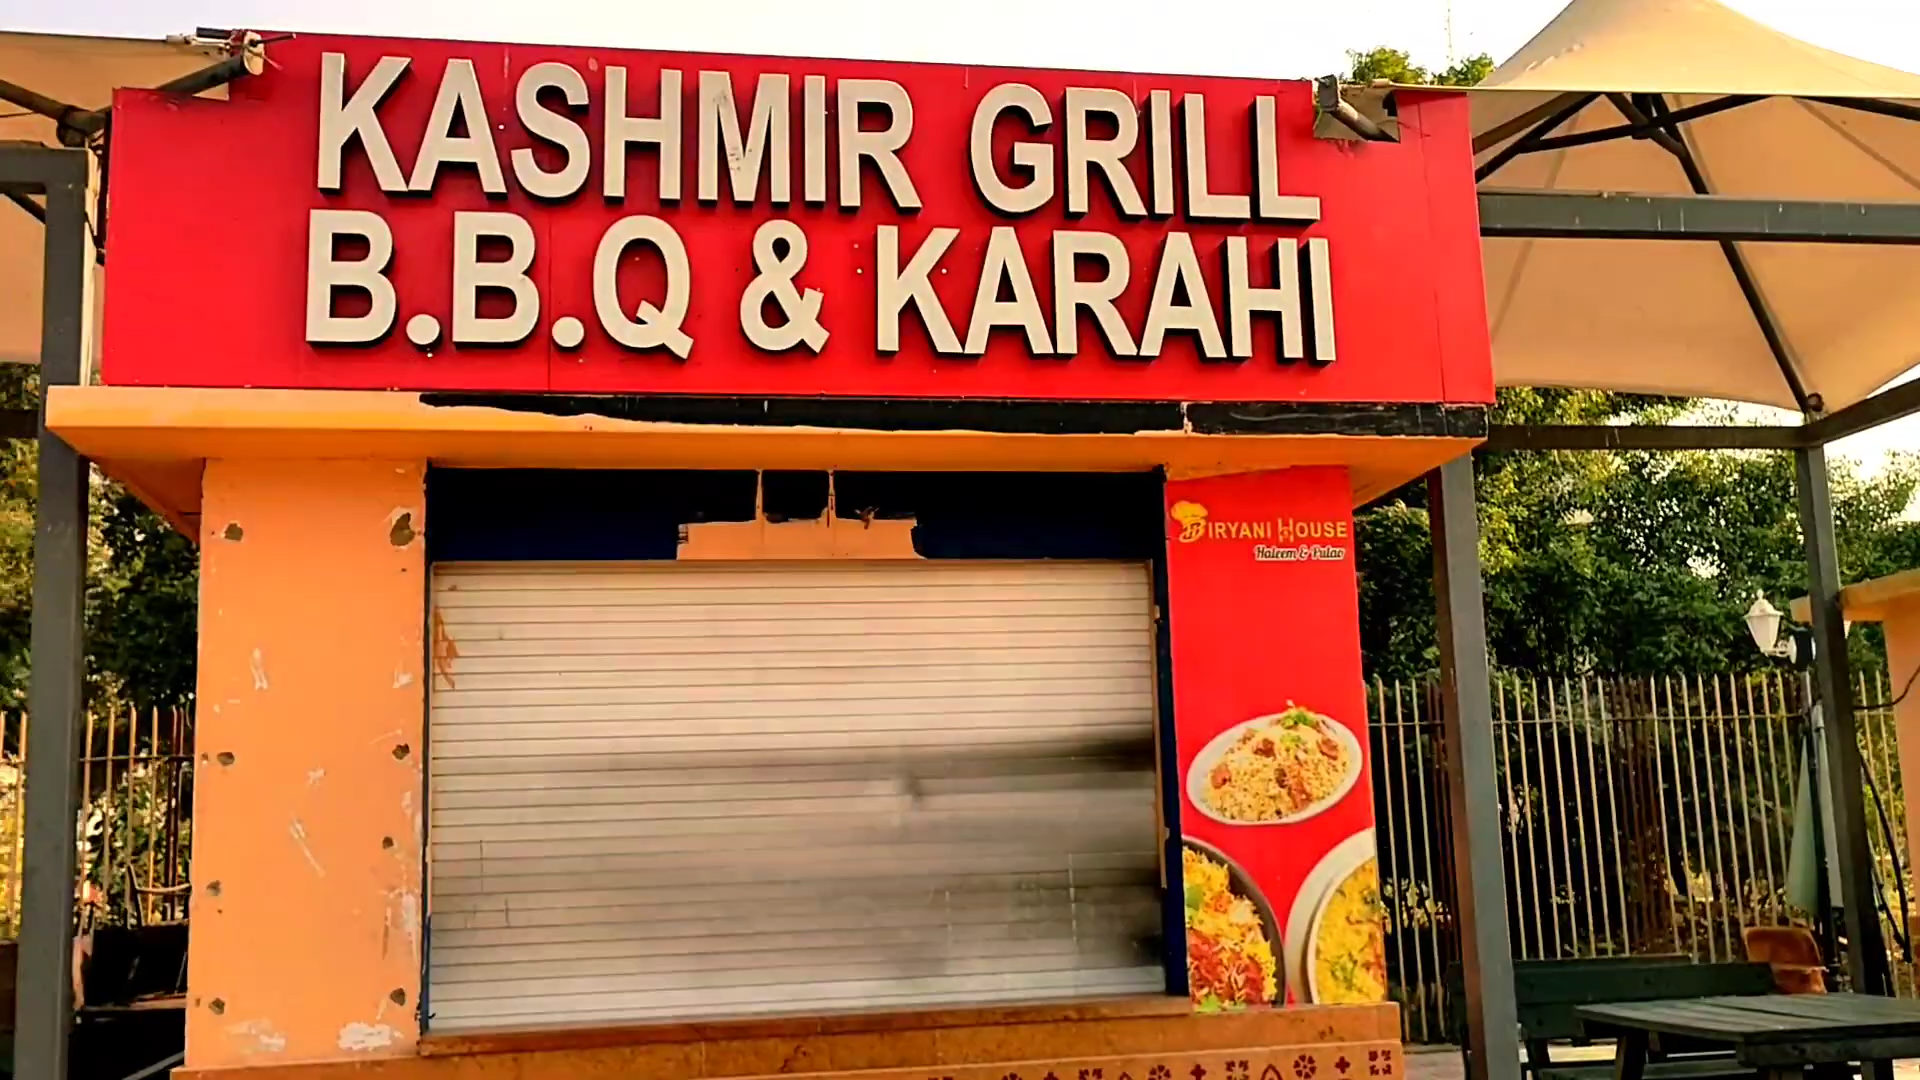 KASHMIR GRILL
B.B.Q & KARAHI
BIRYANI HOUSE
Haleem & Pulao